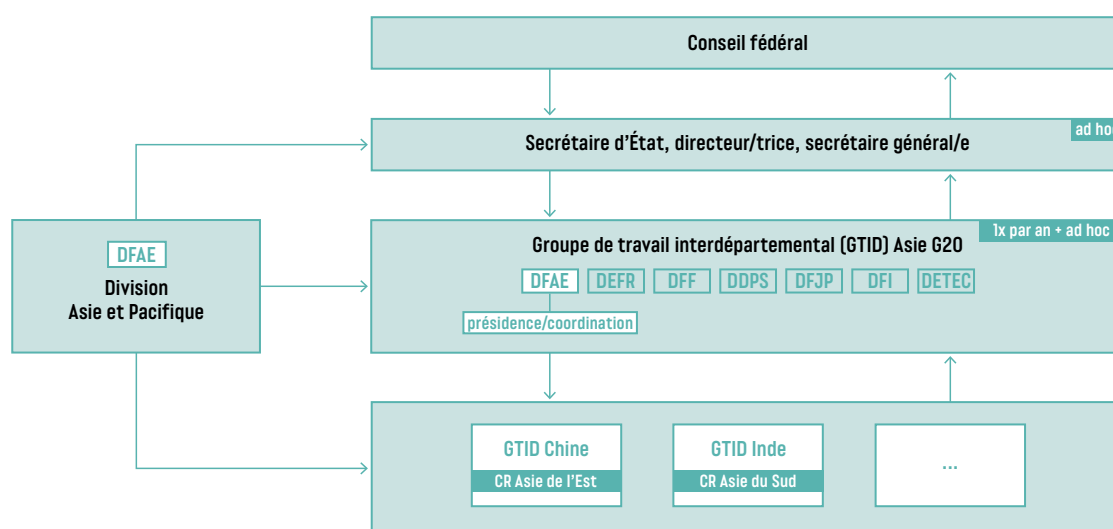 Conseil fédéral
ad hoc
Secrétaire d'État, directeur/trice, secrétaire général/e
1x par an + ad hoc
DFAE
Division
Asie et Pacifique
Groupe de travail interdépartemental (GTID) Asie G20
DFAE DEFR DFF DDPS DFJP DFI DETEC
présidence/coordination
GTID Chine
CR Asie de l'Est
GTID Inde
CR Asie du Sud
...